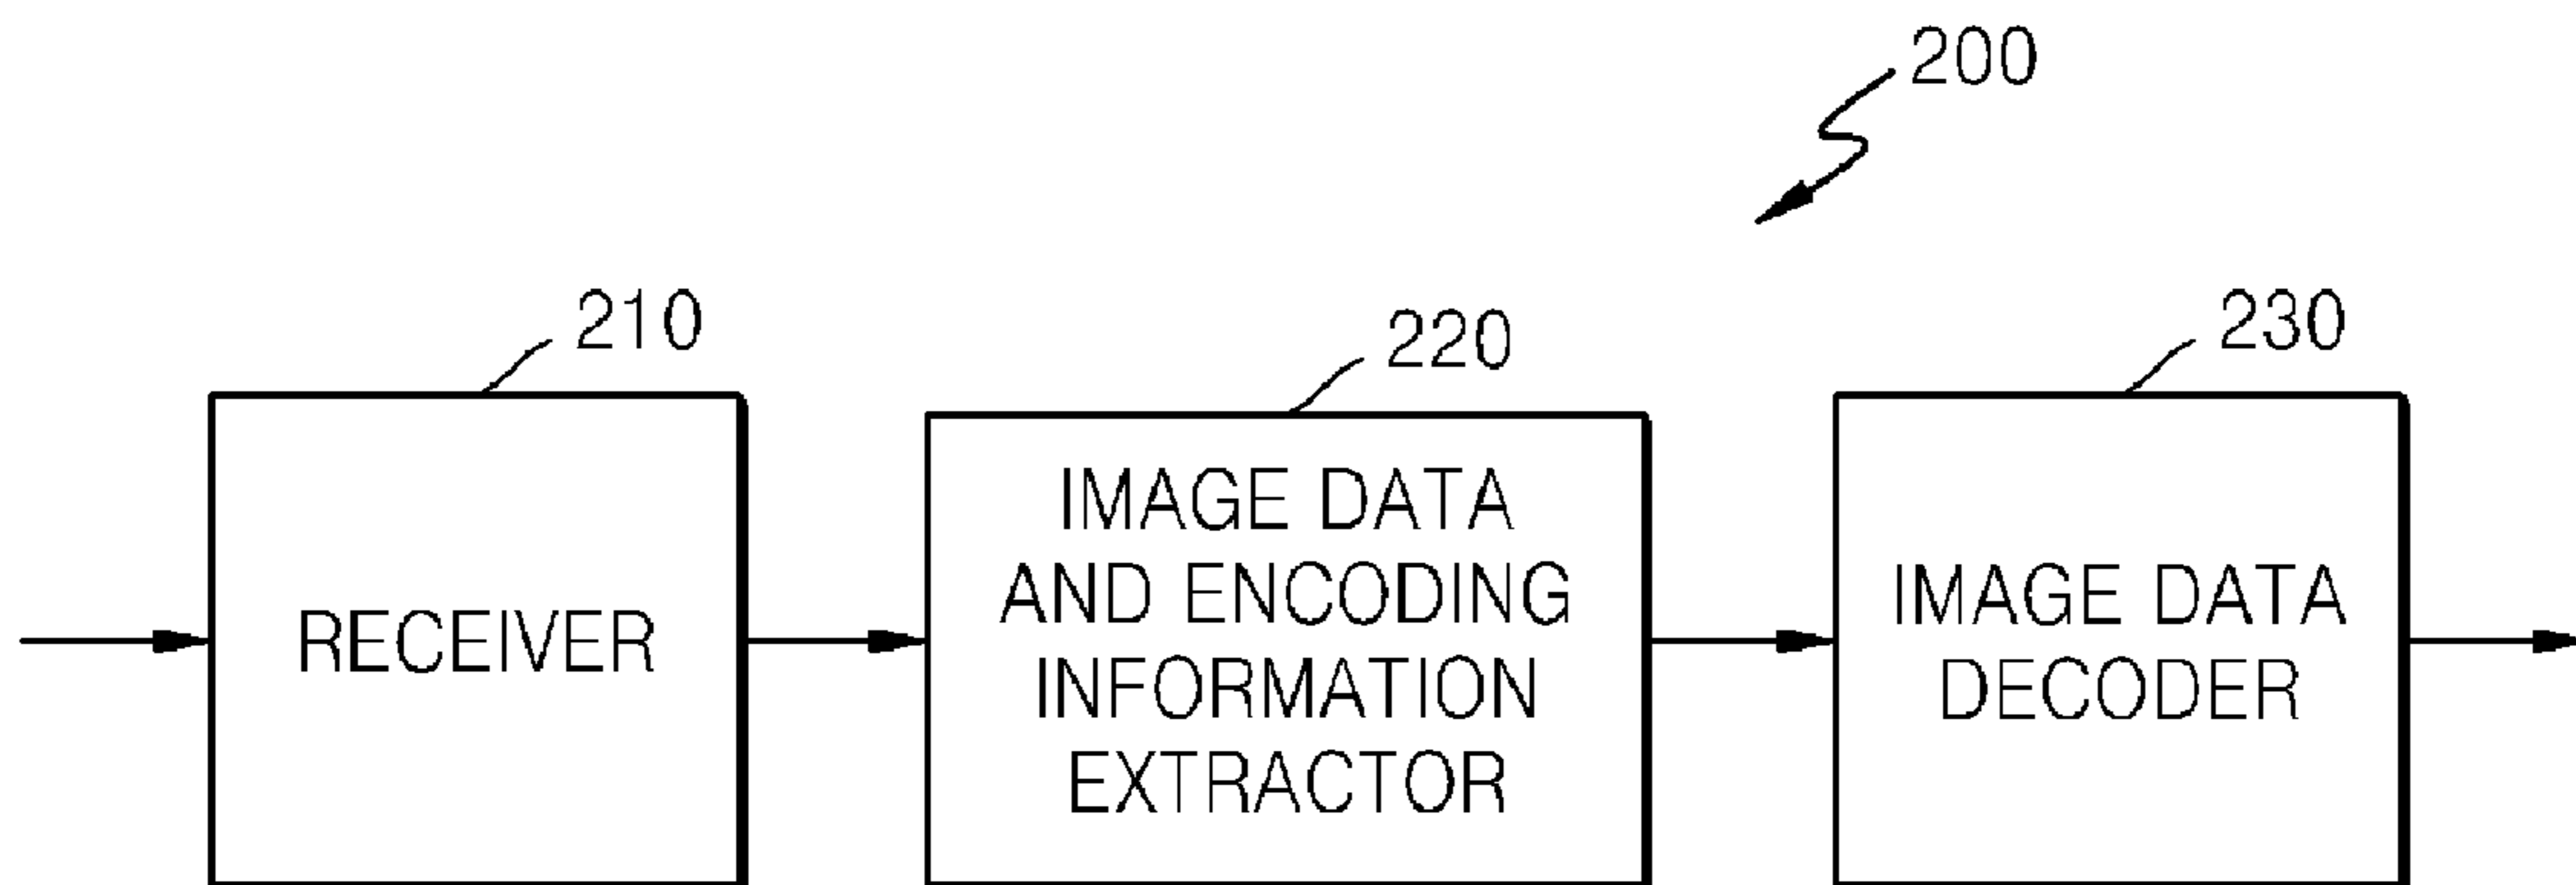 200
210
220
230
RECEIVER
IMAGE DATA
AND ENCODING
INFORMATION
EXTRACTOR
IMAGE DATA
DECODER